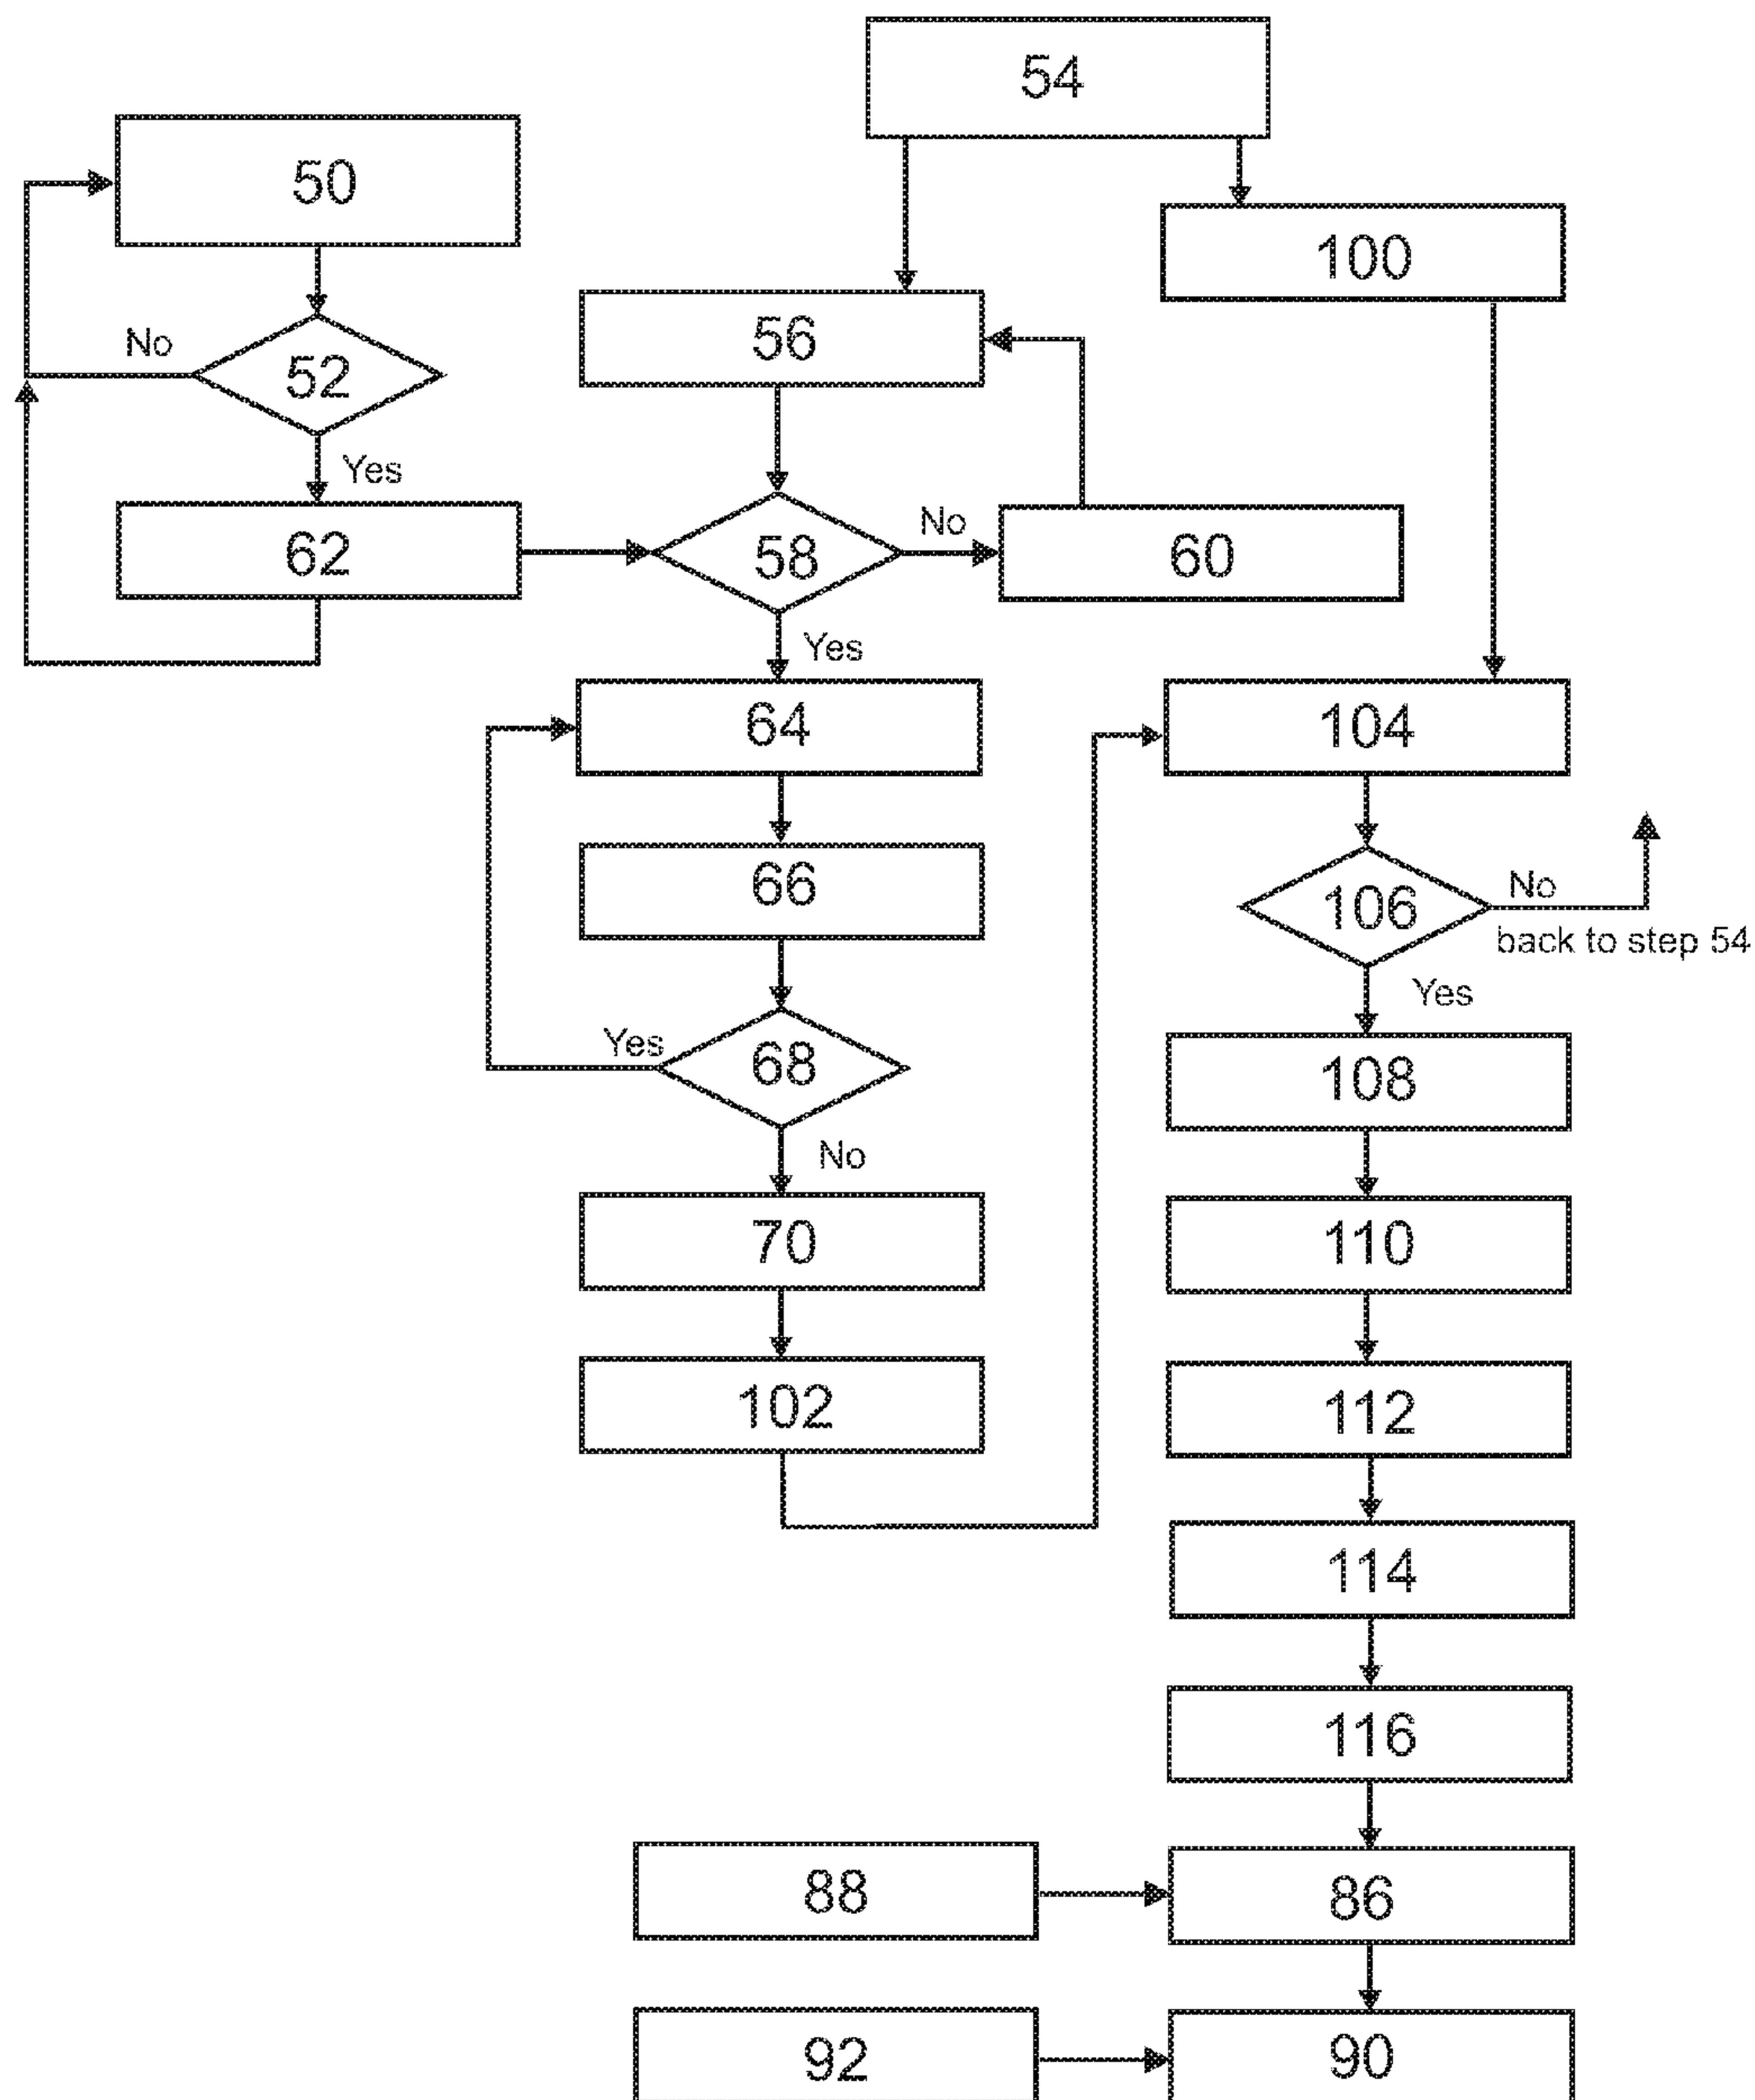 54
50
100
56
No
52
Yes
No
62
58
60
Yes
64
104
66
No
106
back to step 54
Yes
Yes
68
108
No
70
110
102
112
114
116
88
86
92
90